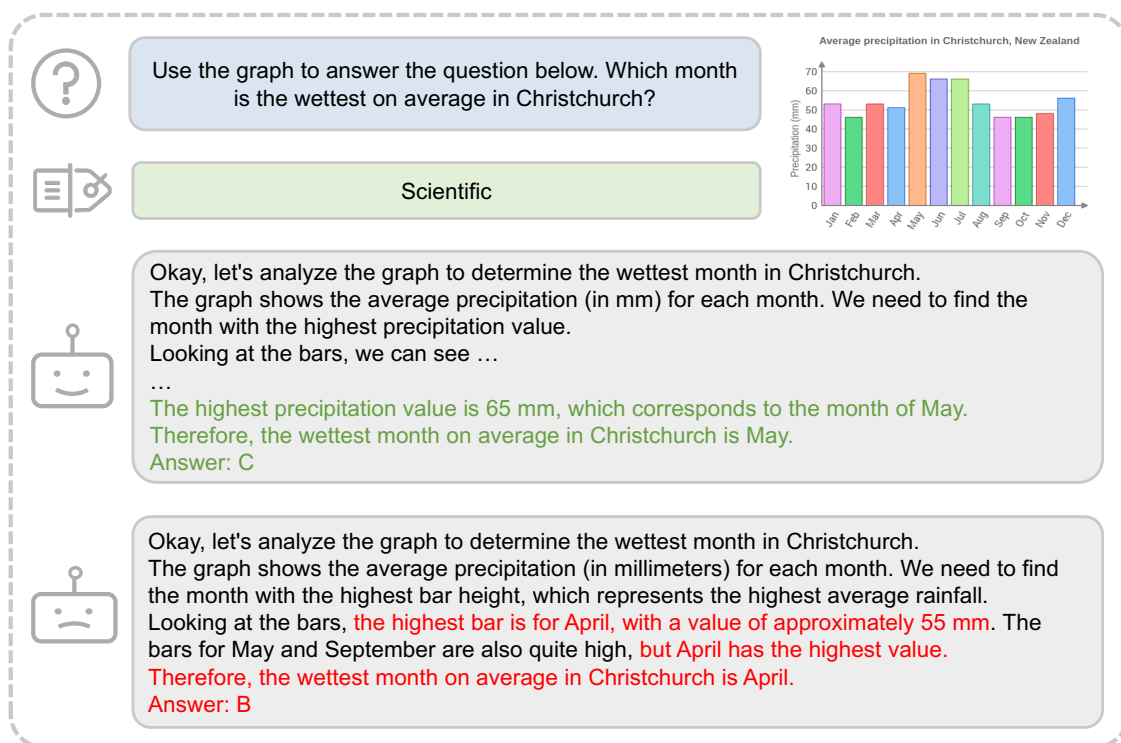 Average precipitation in Christchurch, New Zealand
Use the graph to answer the question below. Which month
is the wettest on average in Christchurch?
Precipitation (mm)
70
60
50
40
30
20
10
0
Jan
Feb
Mar
Apr
May
Jun
Jul
Aug
Sep
Oct
Nov
Dec
Scientific
Okay, let's analyze the graph to determine the wettest month in Christchurch.
The graph shows the average precipitation (in mm) for each month. We need to find the
month with the highest precipitation value.
Looking at the bars, we can see …
…
The highest precipitation value is 65 mm, which corresponds to the month of May.
Therefore, the wettest month on average in Christchurch is May.
Answer: C
Okay, let's analyze the graph to determine the wettest month in Christchurch.
The graph shows the average precipitation (in millimeters) for each month. We need to find
the month with the highest bar height, which represents the highest average rainfall.
Looking at the bars, the highest bar is for April, with a value of approximately 55 mm. The
bars for May and September are also quite high, but April has the highest value.
Therefore, the wettest month on average in Christchurch is April.
Answer: B